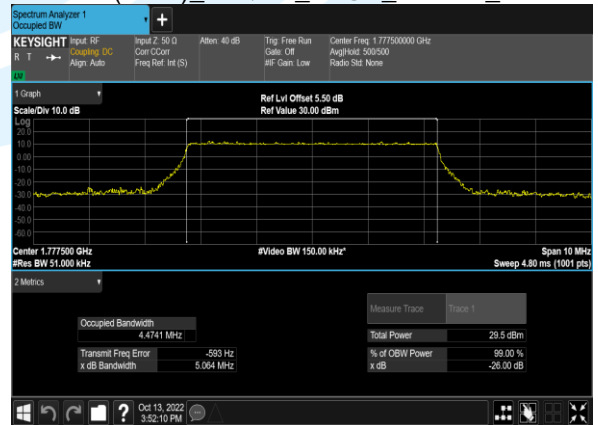 Spectrum Analyzer 1
Occupied BW
+
KEYSIGHT
R T
LU
Input: RF
Coupling: DC
Align: Auto
Input Z: 50 Ω
Corr CCorr
Freq Ref: Int (S)
Atten: 40 dB
Trig: Free Run
Gate: Off
#IF Gain: Low
Center Freq: 1.777500000 GHz
Avg|Hold: 500/500
Radio Std: None
1 Graph
Scale/Div 10.0 dB
Ref Lvl Offset 5.50 dB
Ref Value 30.00 dBm
Log
20.0
10.0
0.00
-10.0
-20.0
-30.0
-40.0
-50.0
-60.0
Center 1.777500 GHz
#Video BW 150.00 kHz*
Span 10 MHz
#Res BW 51.000 kHz
Sweep 4.80 ms (1001 pts)
2 Metrics
Measure Trace
Trace 1
Occupied Bandwidth
4.4741 MHz
Total Power
29.5 dBm
Transmit Freq Error
-593 Hz
% of OBW Power
99.00 %
x dB Bandwidth
5.064 MHz
x dB
-26.00 dB
?
Oct 13, 2022
3:52:10 PM